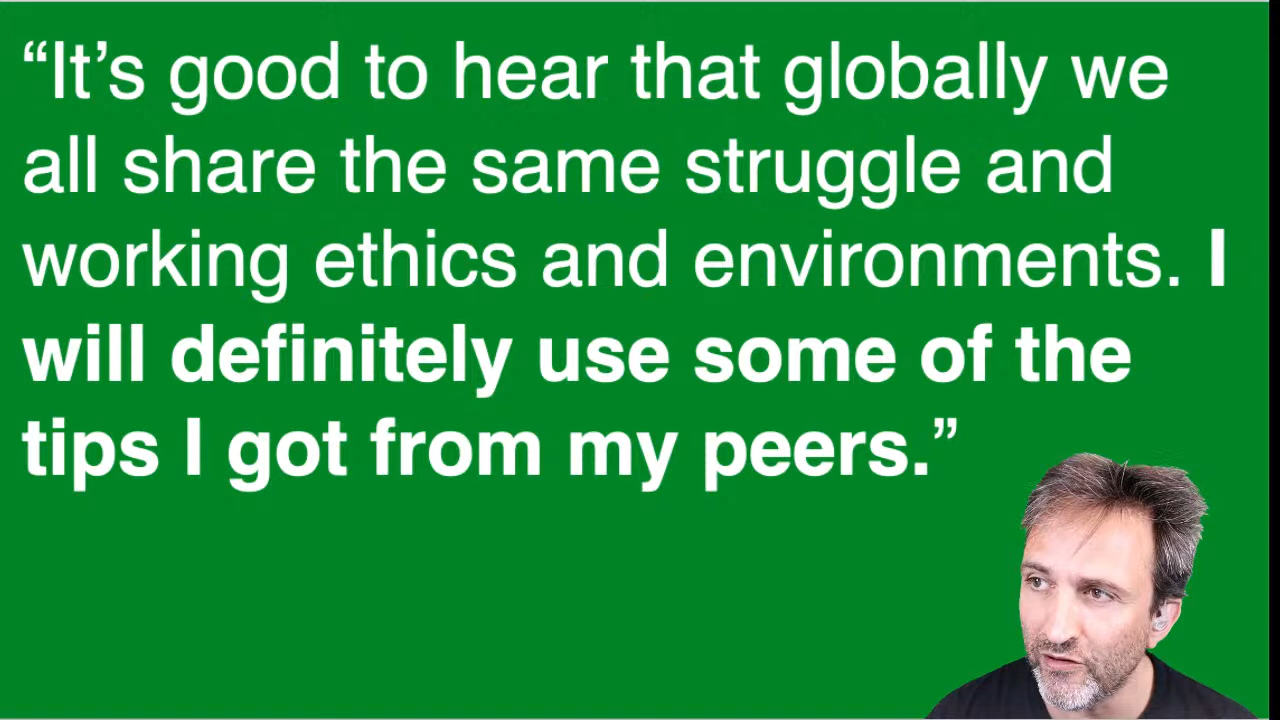 “It’s good to hear that globally we
all share the same struggle and
working ethics and environments. I
will definitely use some of the
tips I got from my peers.”